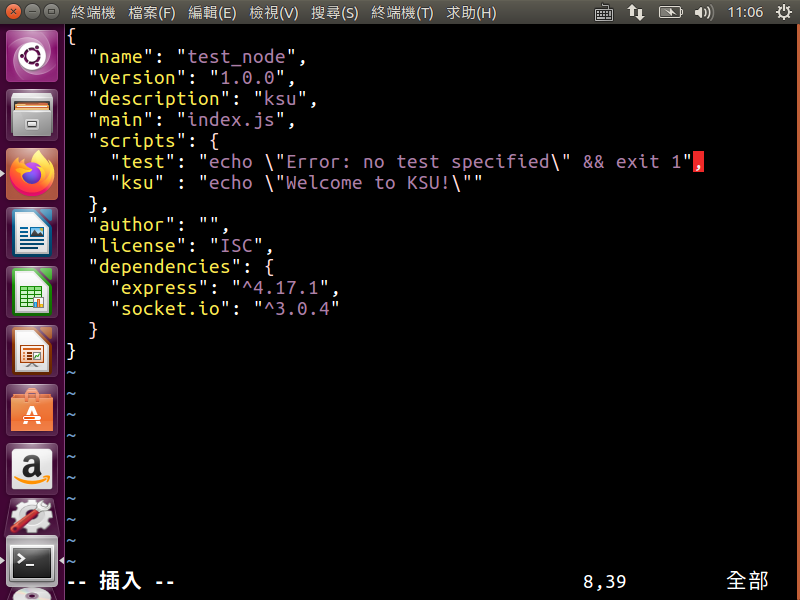 終端機 檔案(F) 編輯(E) 檢視(V) 搜尋(S) 終端機(T) 求助(H) 11:06
{
  "name": "test_node",
  "version": "1.0.0",
  "description": "ksu",
  "main": "index.js",
  "scripts": {
    "test": "echo \"Error: no test specified\" && exit 1",
    "ksu" : "echo \"Welcome to KSU!\""
  },
  "author": "",
  "license": "ISC",
  "dependencies": {
    "express": "^4.17.1",
    "socket.io": "^3.0.4"
  }
}
~
~
~
~
~
~
~
~
~
~
-- 插入 -- 8,39 全部